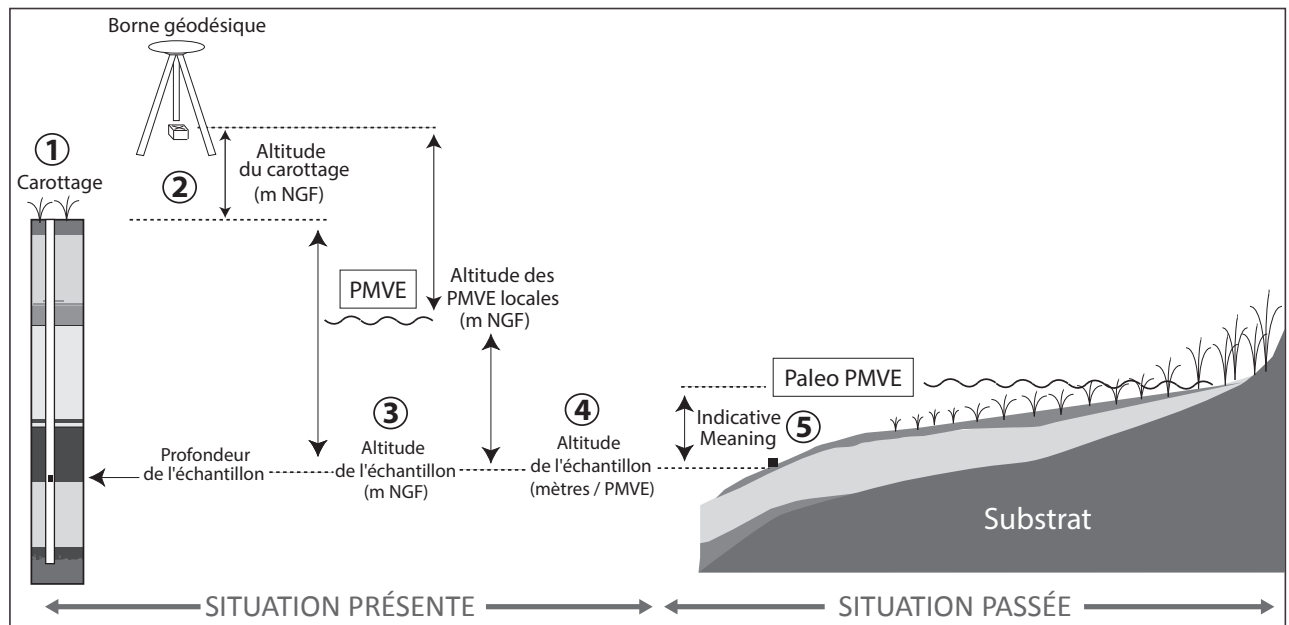 Borne géodésique
①
Carottage
②
Altitude
du carottage
(m NGF)
PMVE
Altitude des
PMVE locales
(m NGF)
Profondeur
de l'échantillon
③
Altitude
de l'échantillon
(m NGF)
④
Altitude
de l'échantillon
(mètres / PMVE)
Paleo PMVE
Indicative
Meaning
⑤
Substrat
SITUATION PRÉSENTE
SITUATION PASSÉE